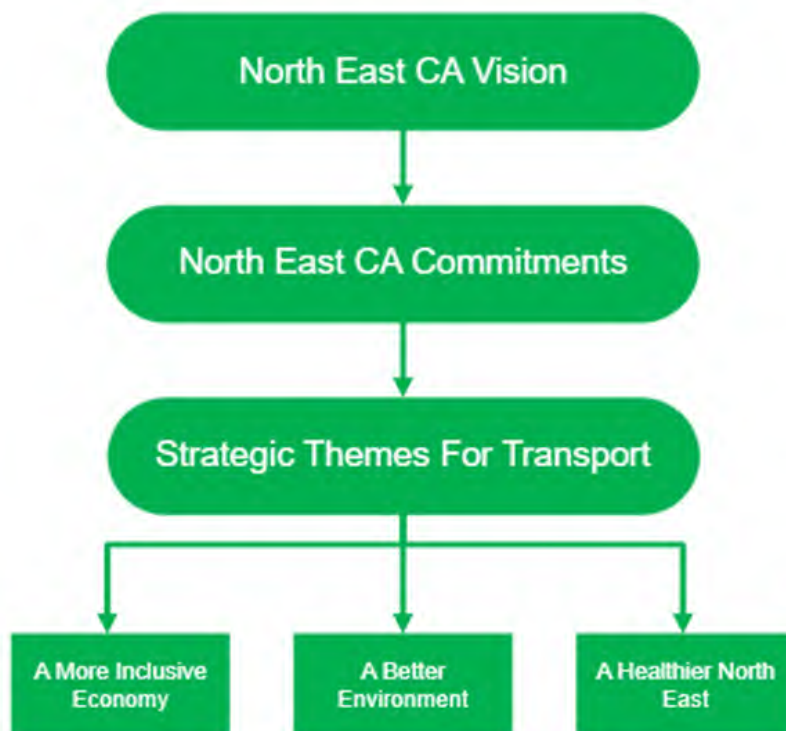 North East CA Vision
North East CA Commitments
Strategic Themes For Transport
A More Inclusive
Economy
A Better
Environment
A Healthier North
East